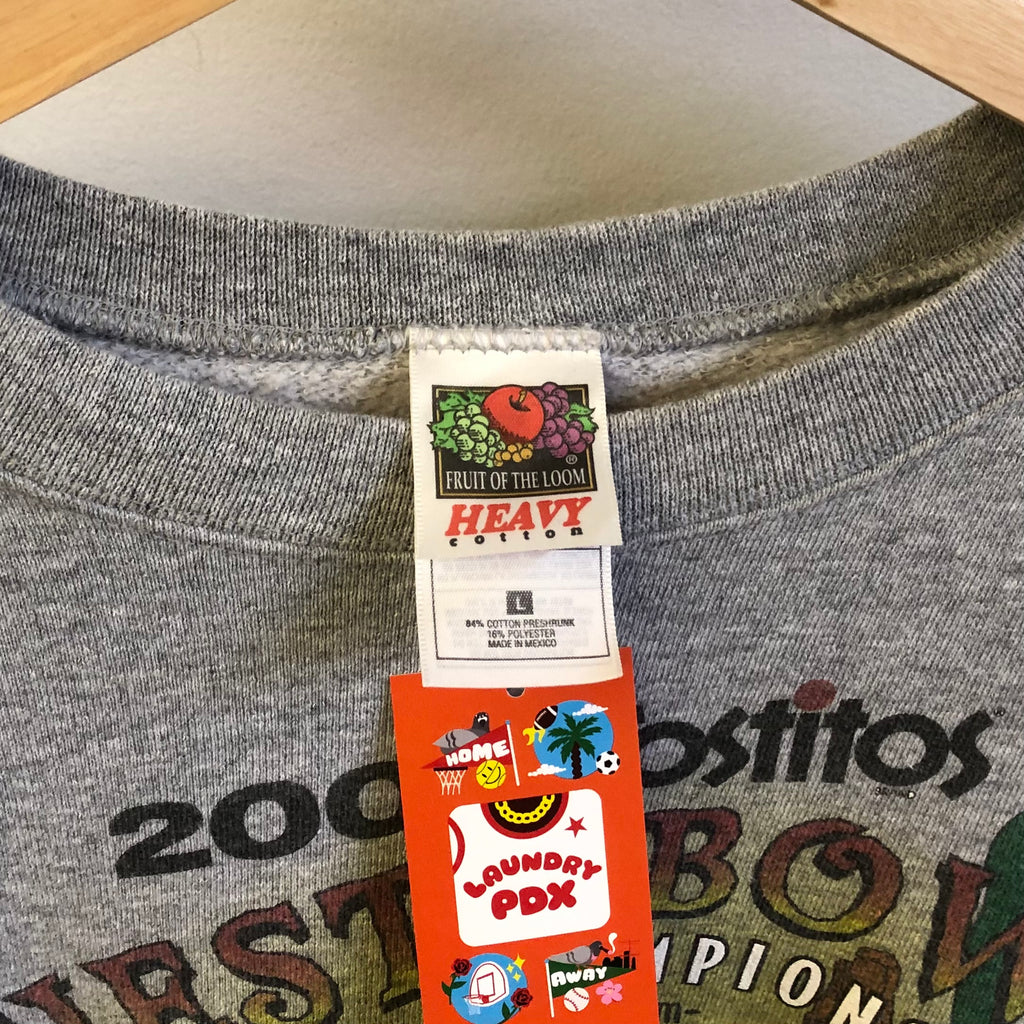 FRUIT OF THE LOOM
®
HEAVY
cotton
L
84% COTTON PRESHRUNK
16% POLYESTER
MADE IN MEXICO
HOME
LAUNDRY
PDX
AWAY
200 ostitos
IEST BOW
MPION